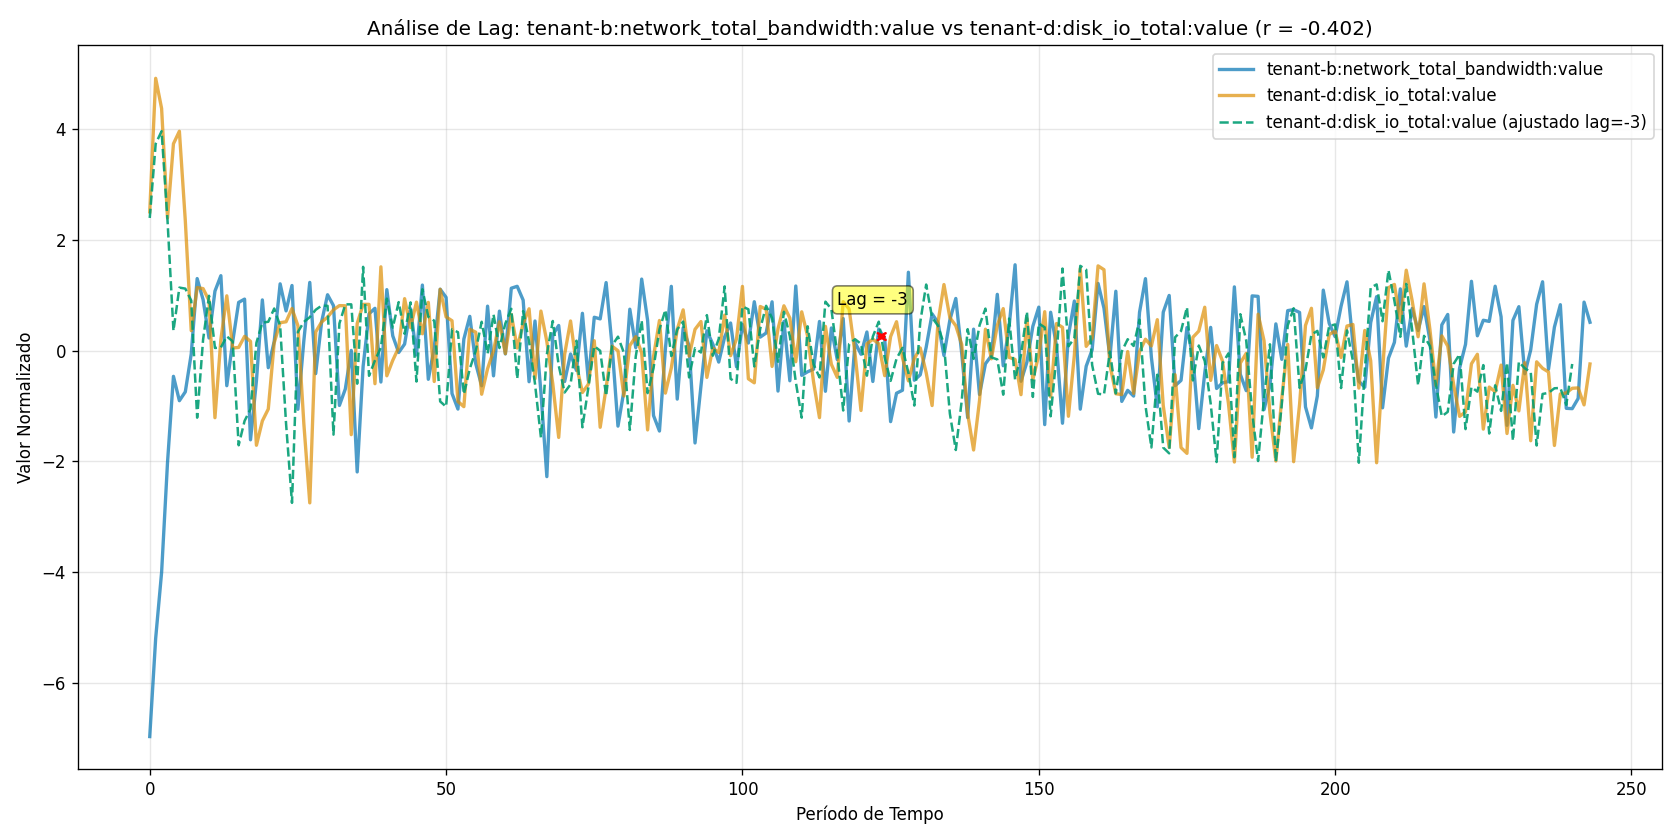 Análise de Lag: tenant-b:network_total_bandwidth:value vs tenant-d:disk_io_total:value (r = -0.402)
tenant-b:network_total_bandwidth:value
tenant-d:disk_io_total:value
tenant-d:disk_io_total:value (ajustado lag=-3)
Lag = -3
Valor Normalizado
4
2
0
−2
−4
−6
0
50
100
150
200
250
Período de Tempo